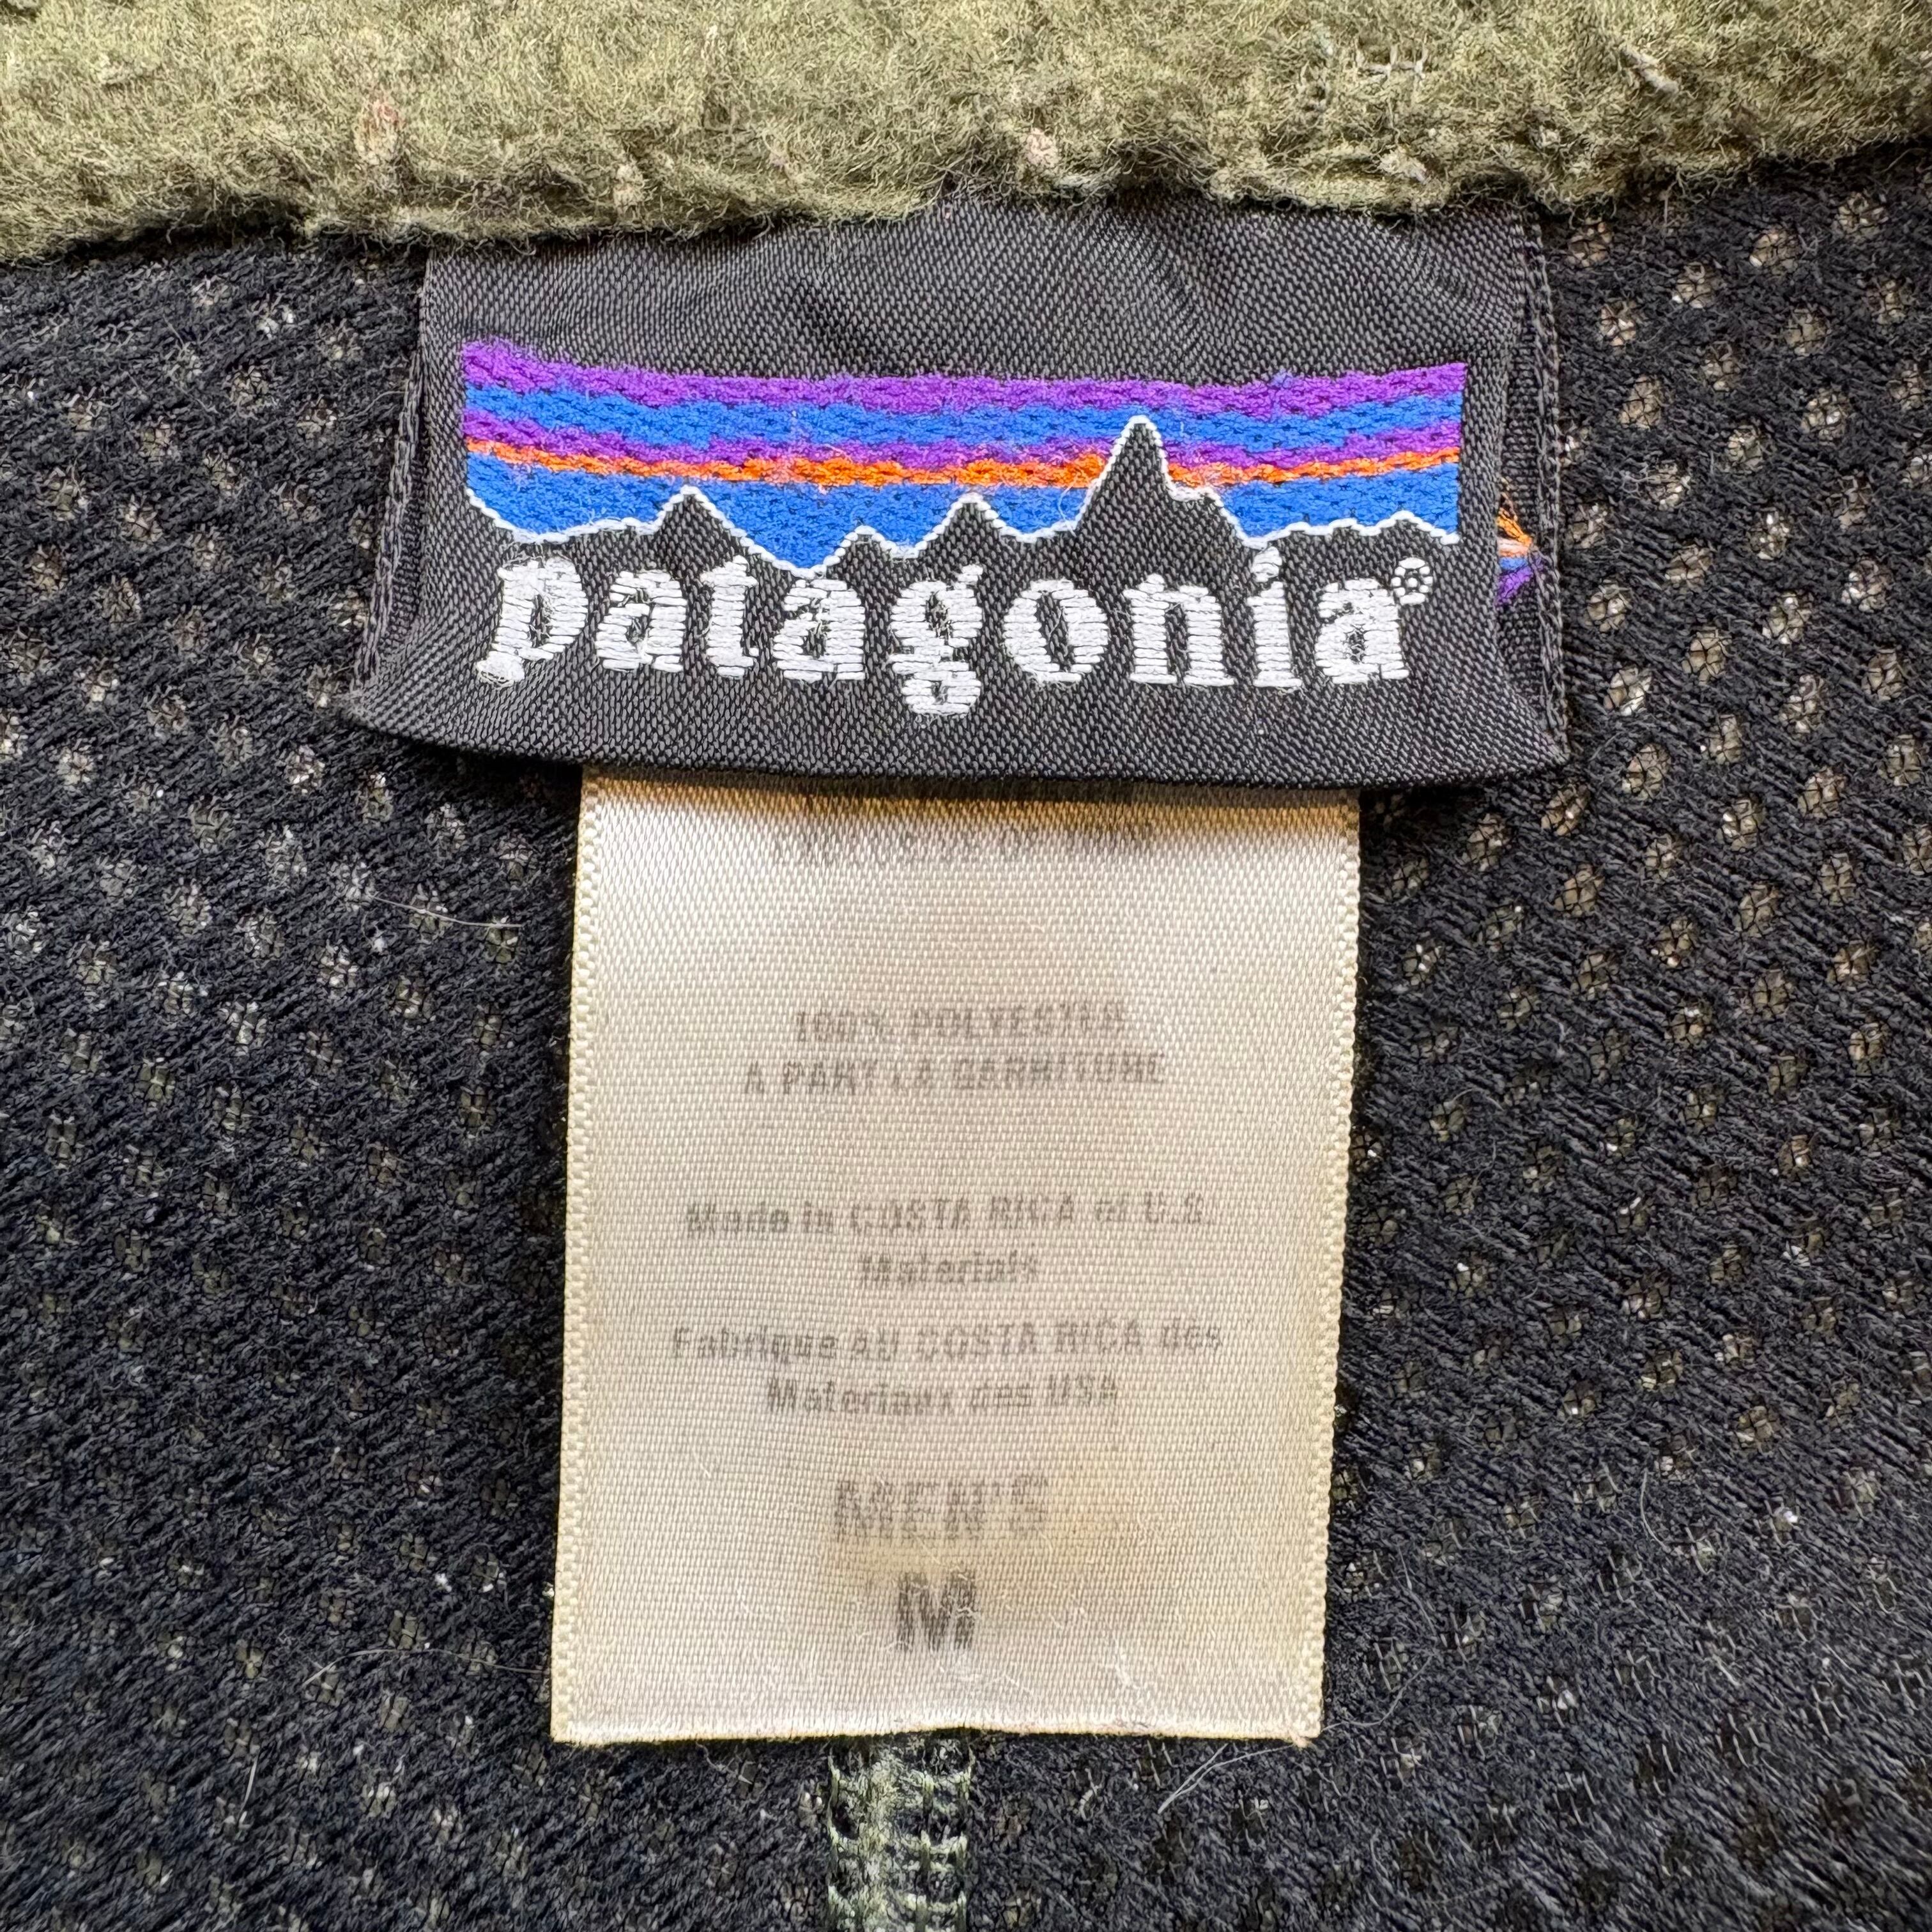 patagonia®
100% POLYESTER
A PART LA GARNITURE
Made in COSTA RICA of U.S.
Materials
Fabrique au COSTA RICA des
Materiaux des USA
MEN'S
M